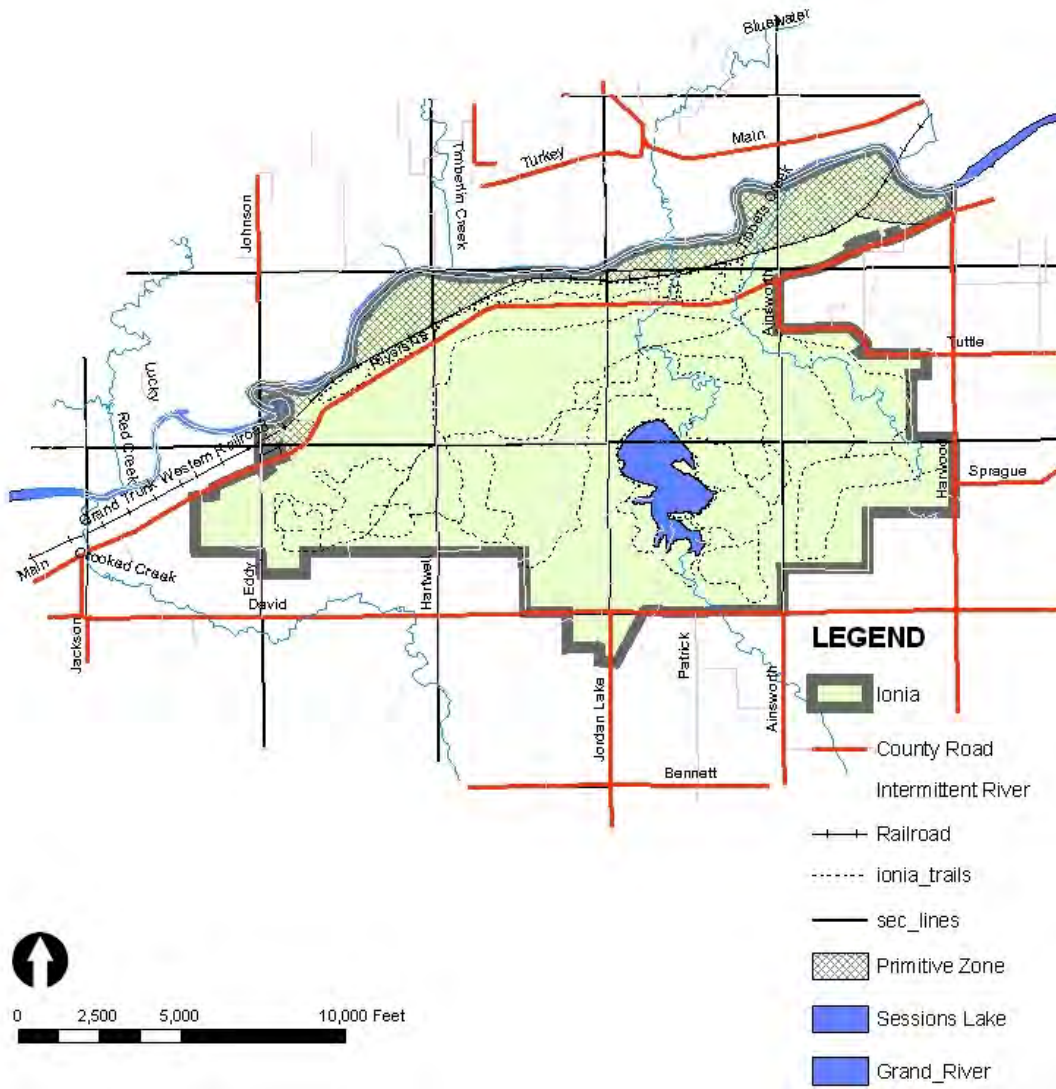 Bluewater
Main
Turkey
Timberlin Creek
Tibbets Creek
Johnson
Ainsworth
Riverside
Tuttle
Lucky
Red Creek
Grand Trunk Western Railroad
Harwood
Sprague
Main
Crooked Creek
Eddy
Hartwell
David
Jackson
Patrick
Jordan Lake
Ainsworth
Bennett
LEGEND
Ionia
County Road
Intermittent River
Railroad
ionia_trails
sec_lines
Primitive Zone
Sessions Lake
Grand_River
0 2,500 5,000 10,000 Feet